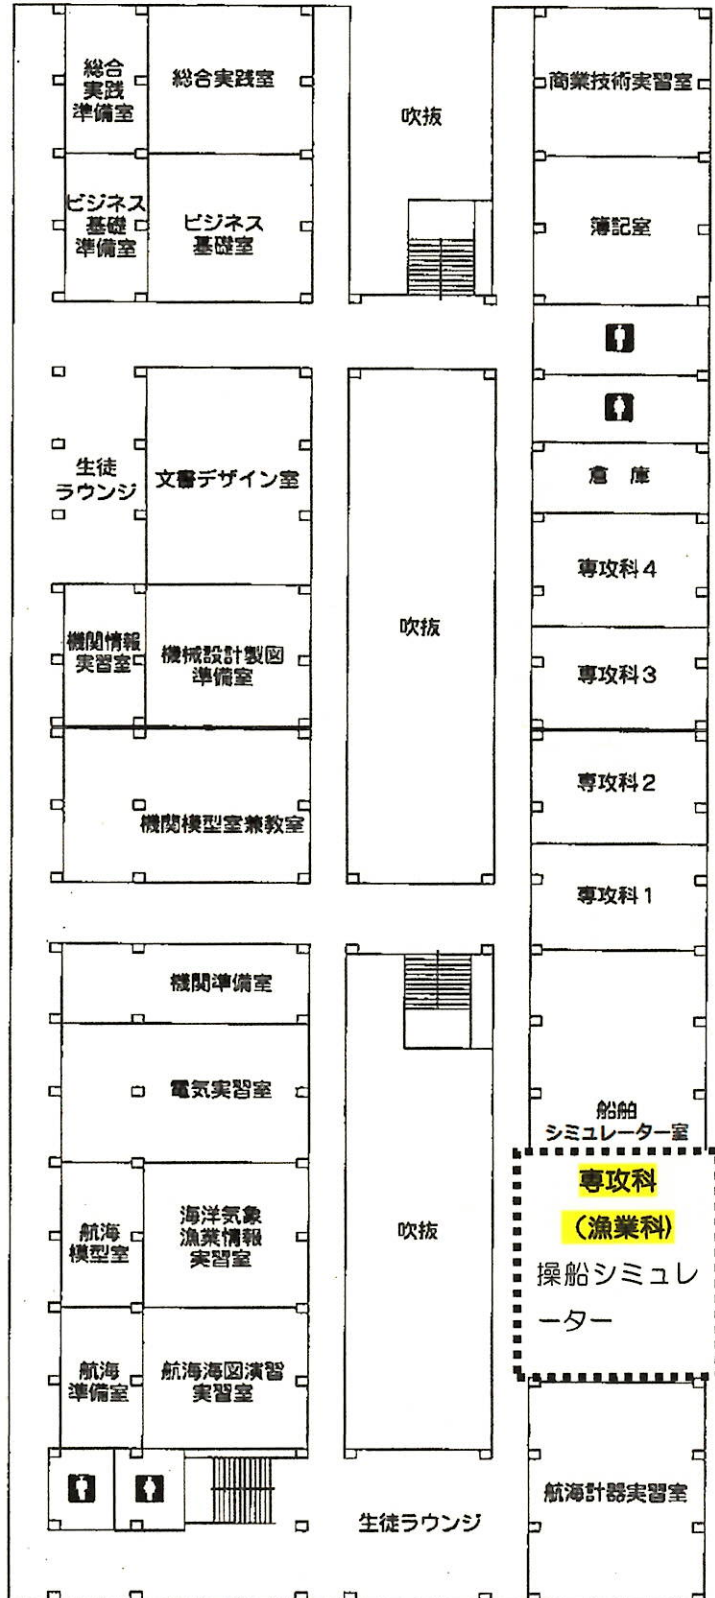 総合
実践
準備室
総合実践室
吹抜
商業技術実習室
ビジネス
基礎
準備室
ビジネス
基礎室
簿記室
生徒
ラウンジ
文書デザイン室
倉 庫
専攻科4
機関情報
実習室
機械設計製図
準備室
吹抜
専攻科3
機関模型室兼教室
専攻科2
専攻科1
機関準備室
電気実習室
船舶
シミュレーター室
航海
模型室
海洋気象
漁業情報
実習室
吹抜
専攻科
（漁業科)
操船シミュレ
ーター
航海
準備室
航海海図演習
実習室
生徒ラウンジ
航海計器実習室